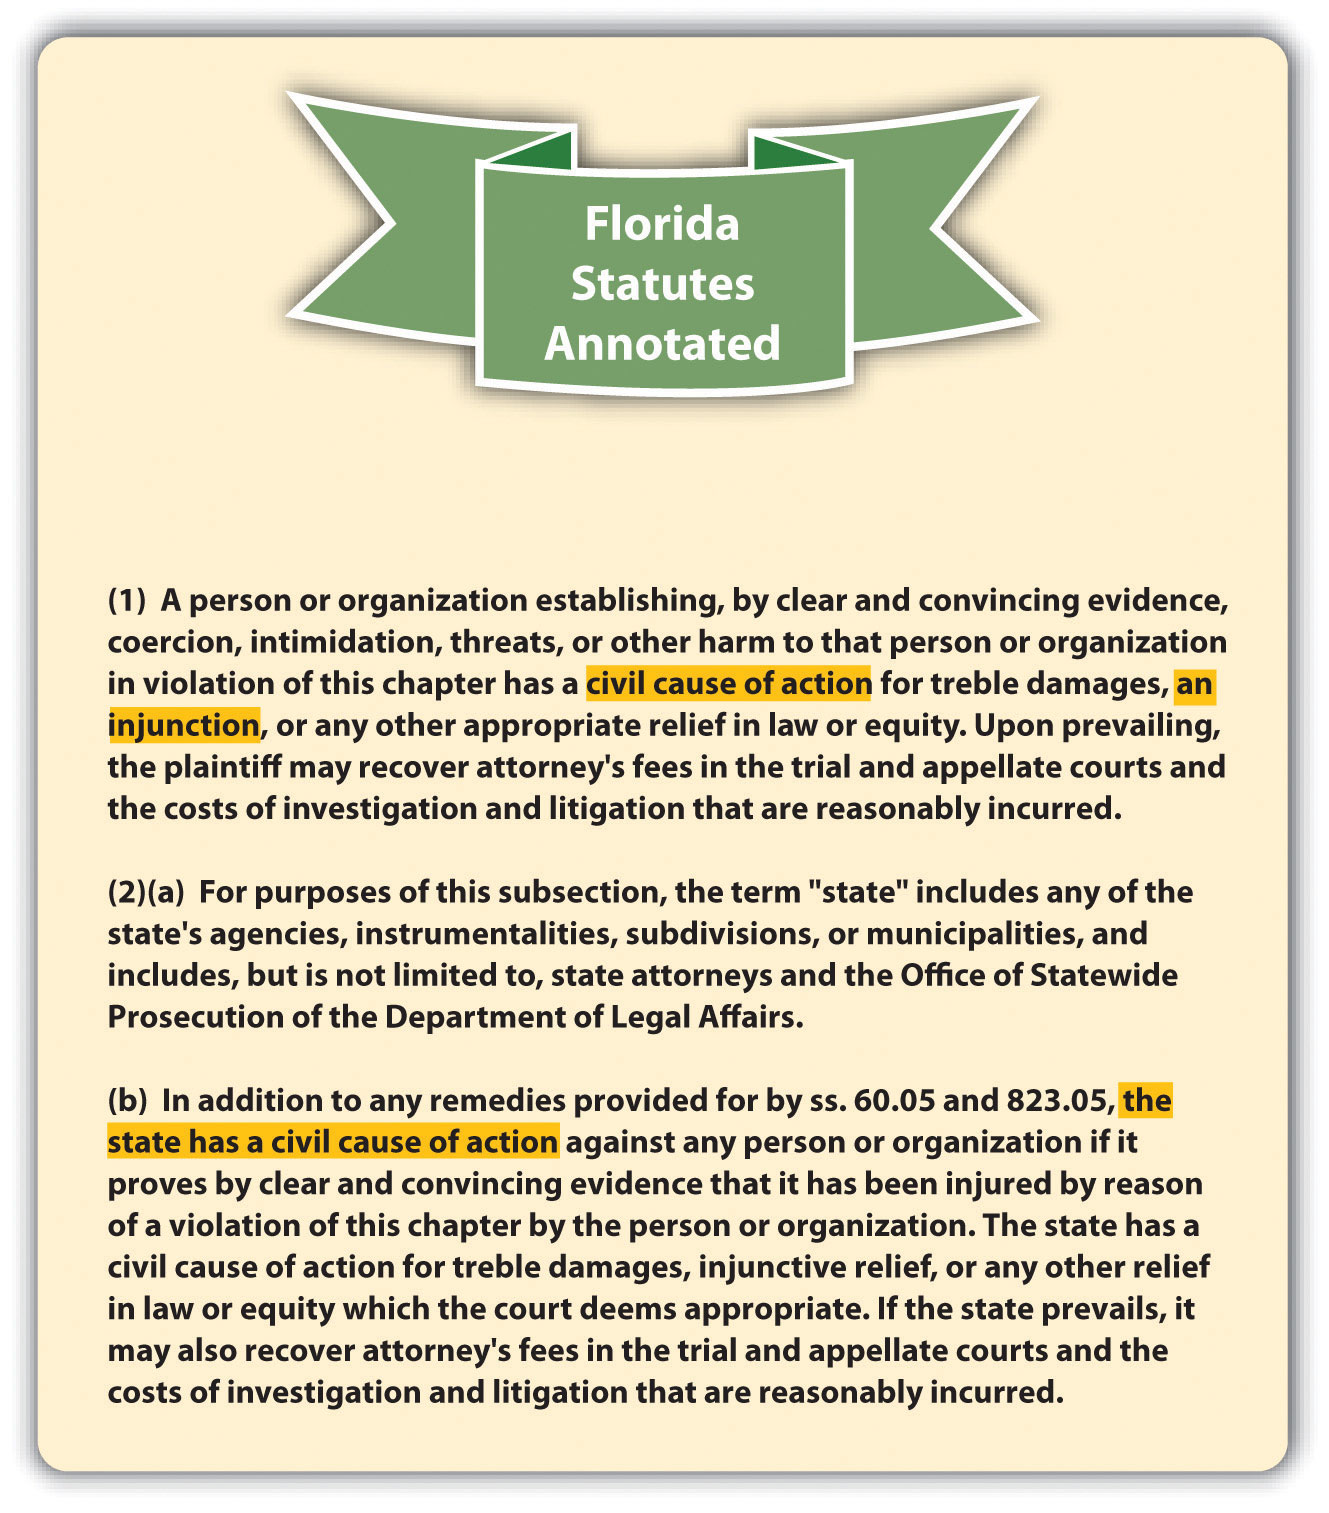 Florida
Statutes
Annotated
(1)  A person or organization establishing, by clear and convincing evidence,
coercion, intimidation, threats, or other harm to that person or organization
in violation of this chapter has a civil cause of action for treble damages, an
injunction, or any other appropriate relief in law or equity. Upon prevailing,
the plaintiff may recover attorney's fees in the trial and appellate courts and
the costs of investigation and litigation that are reasonably incurred.
(2)(a)  For purposes of this subsection, the term "state" includes any of the
state's agencies, instrumentalities, subdivisions, or municipalities, and
includes, but is not limited to, state attorneys and the Office of Statewide
Prosecution of the Department of Legal Affairs.
(b)  In addition to any remedies provided for by ss. 60.05 and 823.05, the
state has a civil cause of action against any person or organization if it
proves by clear and convincing evidence that it has been injured by reason
of a violation of this chapter by the person or organization. The state has a
civil cause of action for treble damages, injunctive relief, or any other relief
in law or equity which the court deems appropriate. If the state prevails, it
may also recover attorney's fees in the trial and appellate courts and the
costs of investigation and litigation that are reasonably incurred.